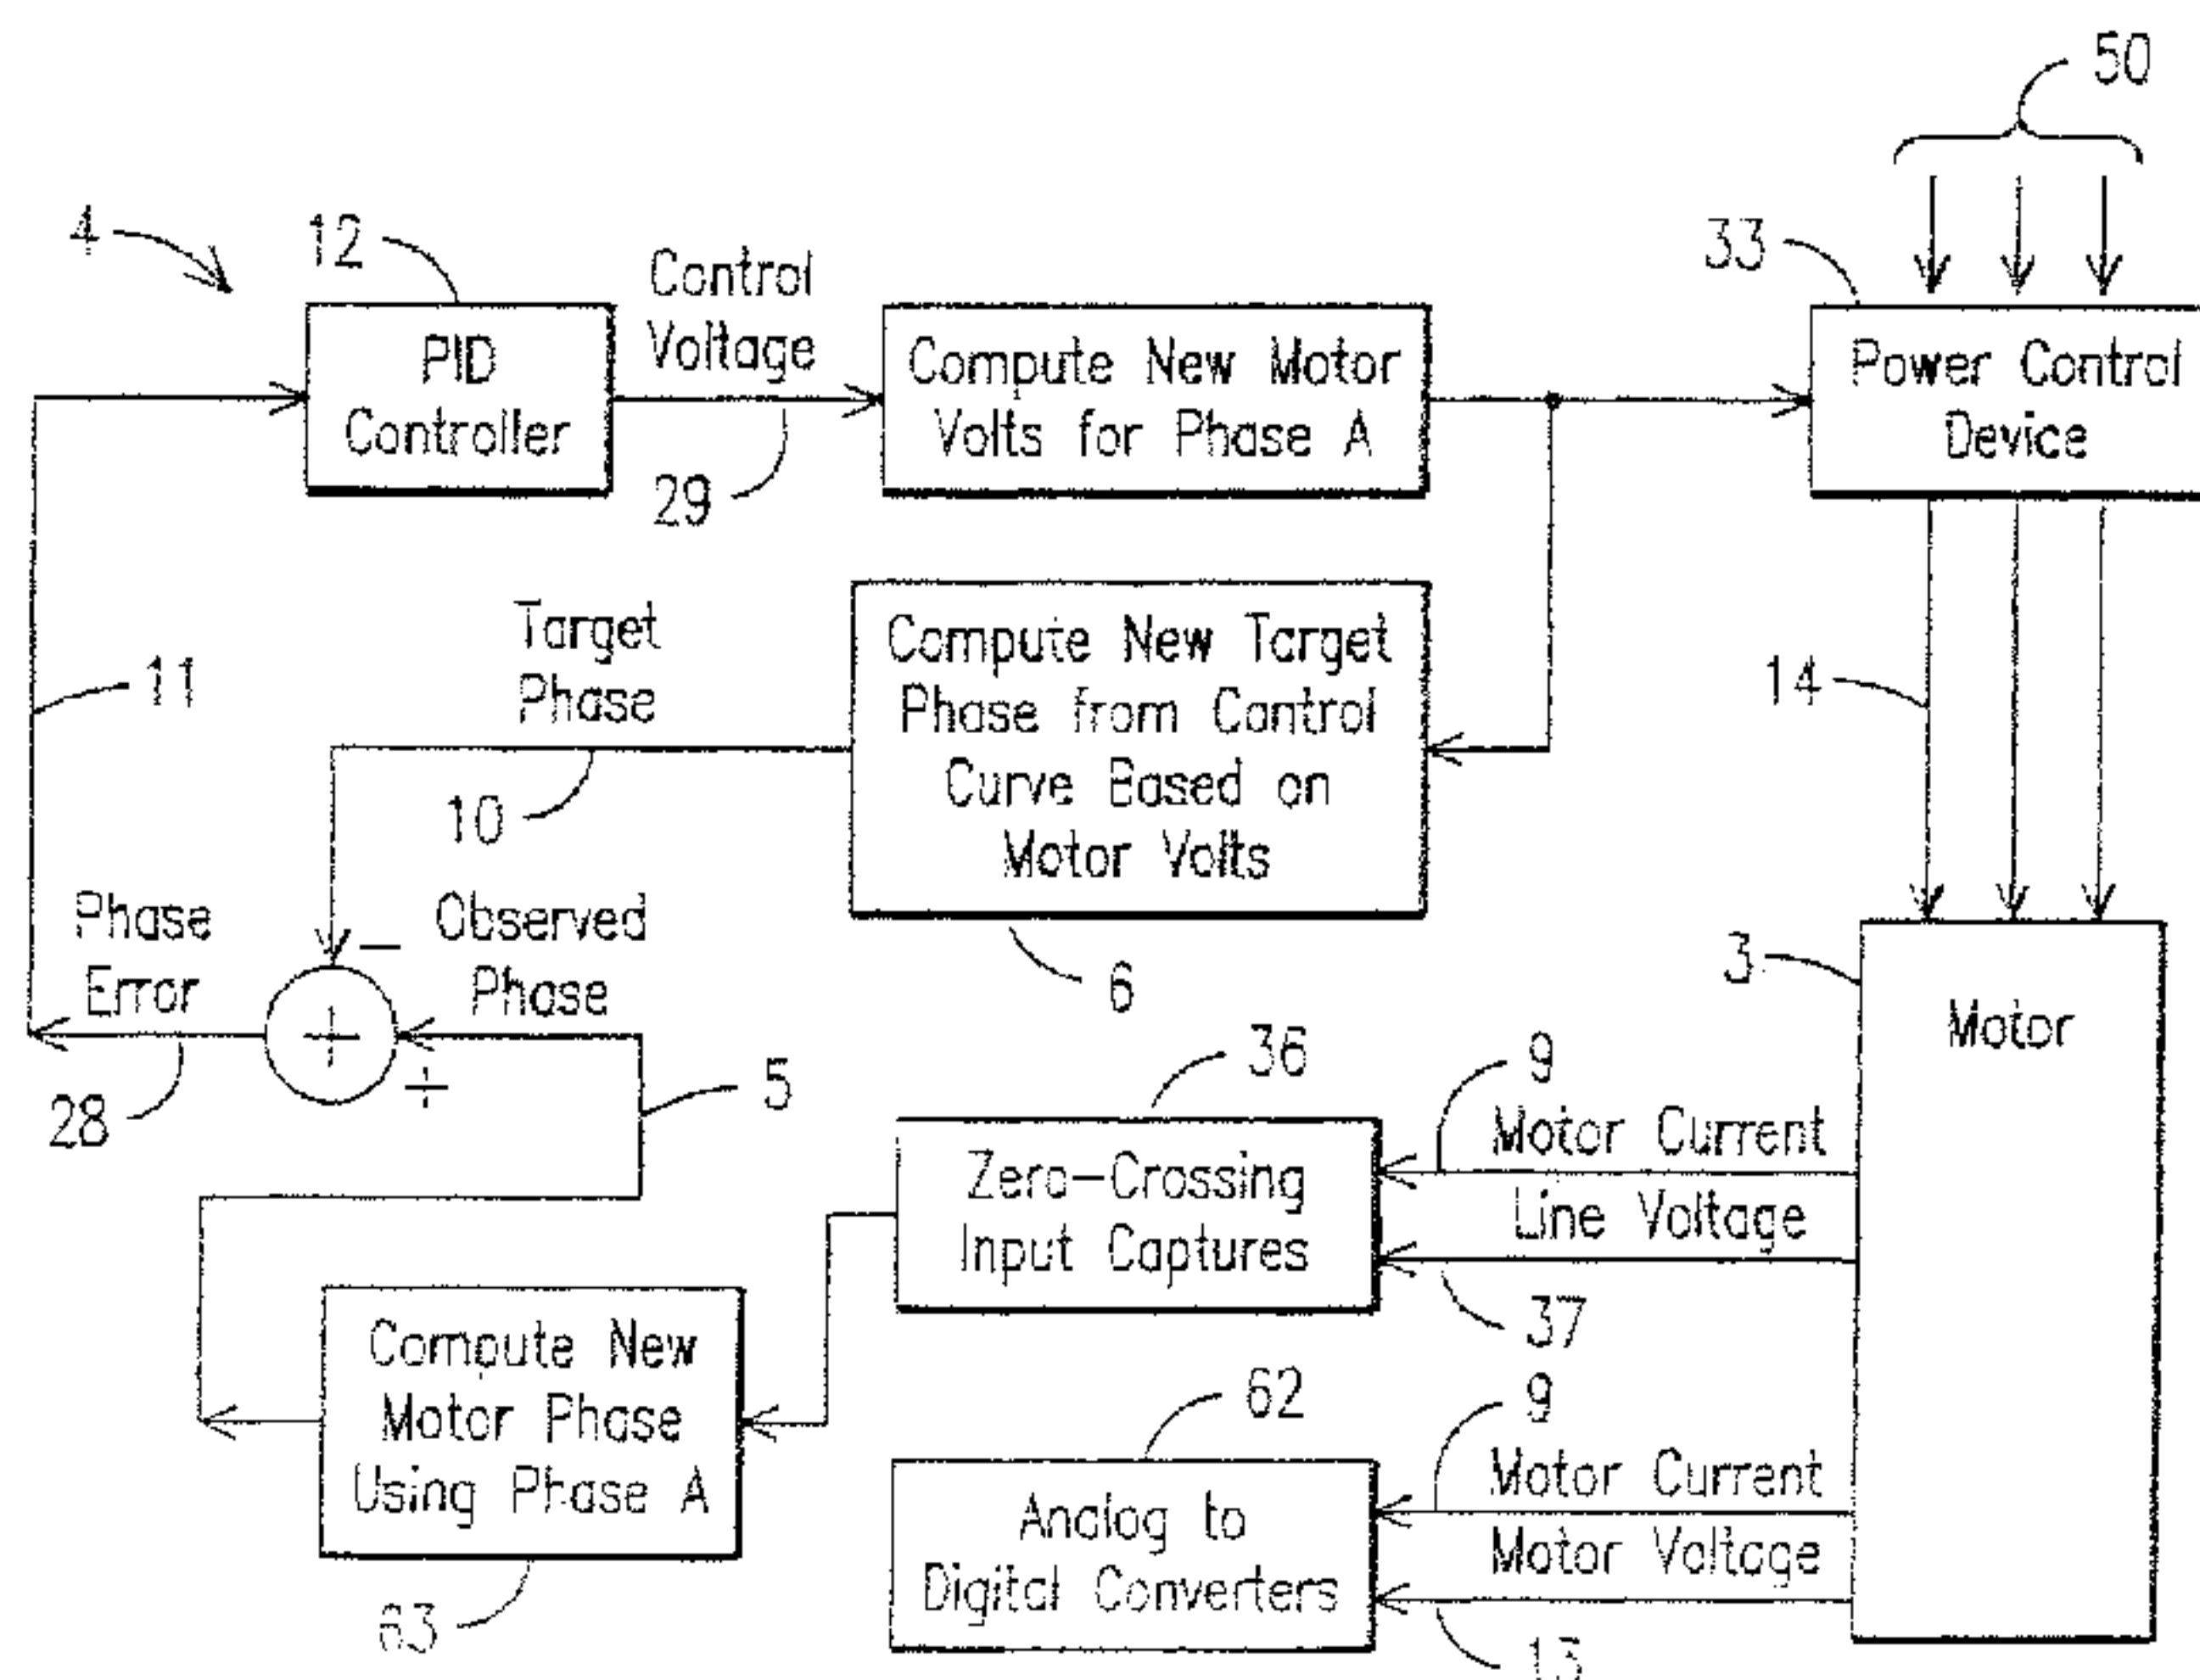 50
4
12
33
Control
Voltage
PID
Controller
Compute New Motor
Volts for Phase A
Power Control
Device
29
Target
Phase
Compute New Target
Phase from Control
Curve Based on
Motor Volts
11
14
10
Phase
Error
−
Observed
Phase
6
3
Motor
+
+
28
5
36
9
Motor Current
Zero-Crossing
Input Captures
Line Voltage
37
Compute New
Motor Phase
Using Phase A
62
9
Motor Current
Analog to
Digital Converters
Motor Voltage
63
13